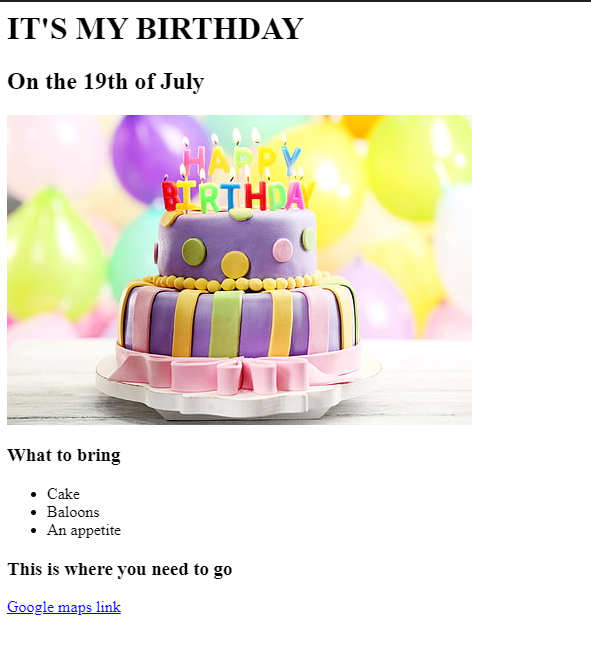 IT'S MY BIRTHDAY
On the 19th of July
HAPPY
BIRTHDAY
What to bring
Cake
Baloons
An appetite
This is where you need to go
Google maps link